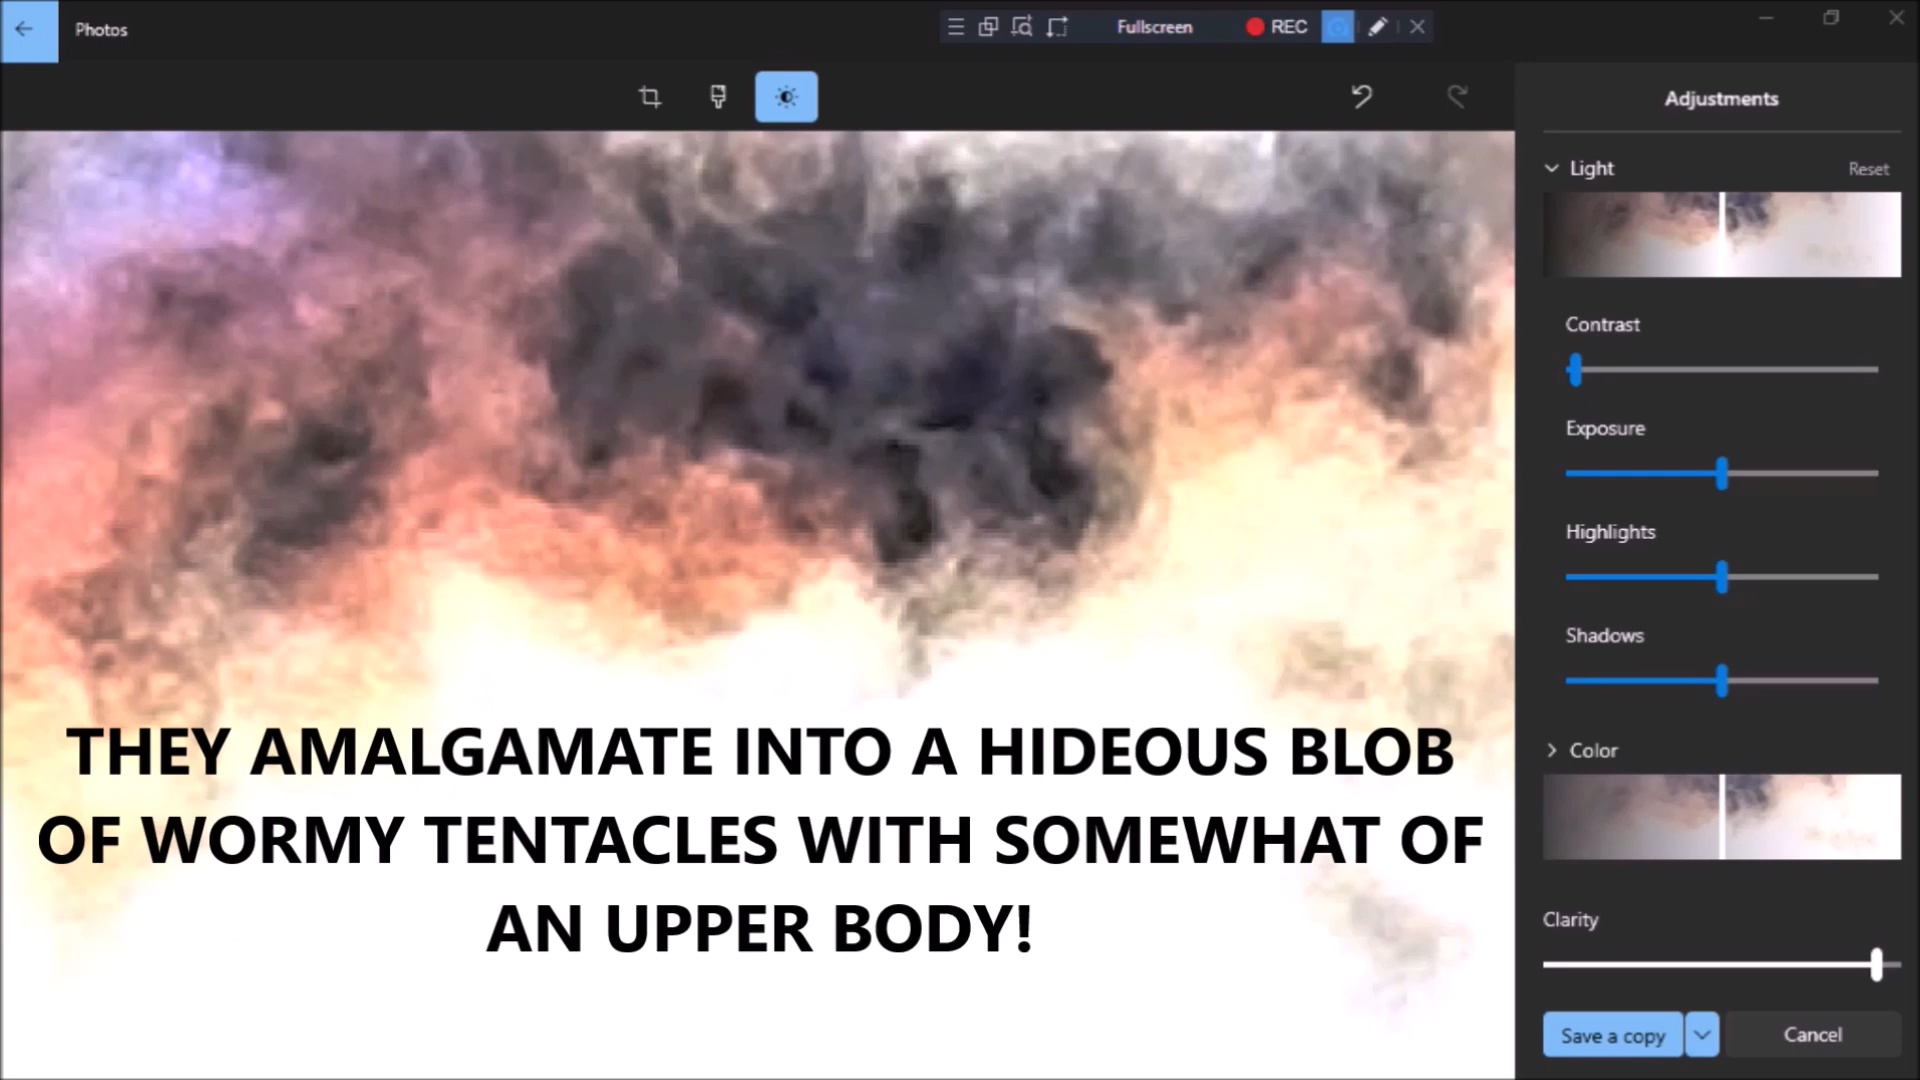 Photos
Fullscreen
REC
Adjustments
Light
Reset
Contrast
Exposure
Highlights
Shadows
Color
Clarity
Save a copy
Cancel
THEY AMALGAMATE INTO A HIDEOUS BLOB
OF WORMY TENTACLES WITH SOMEWHAT OF
AN UPPER BODY!